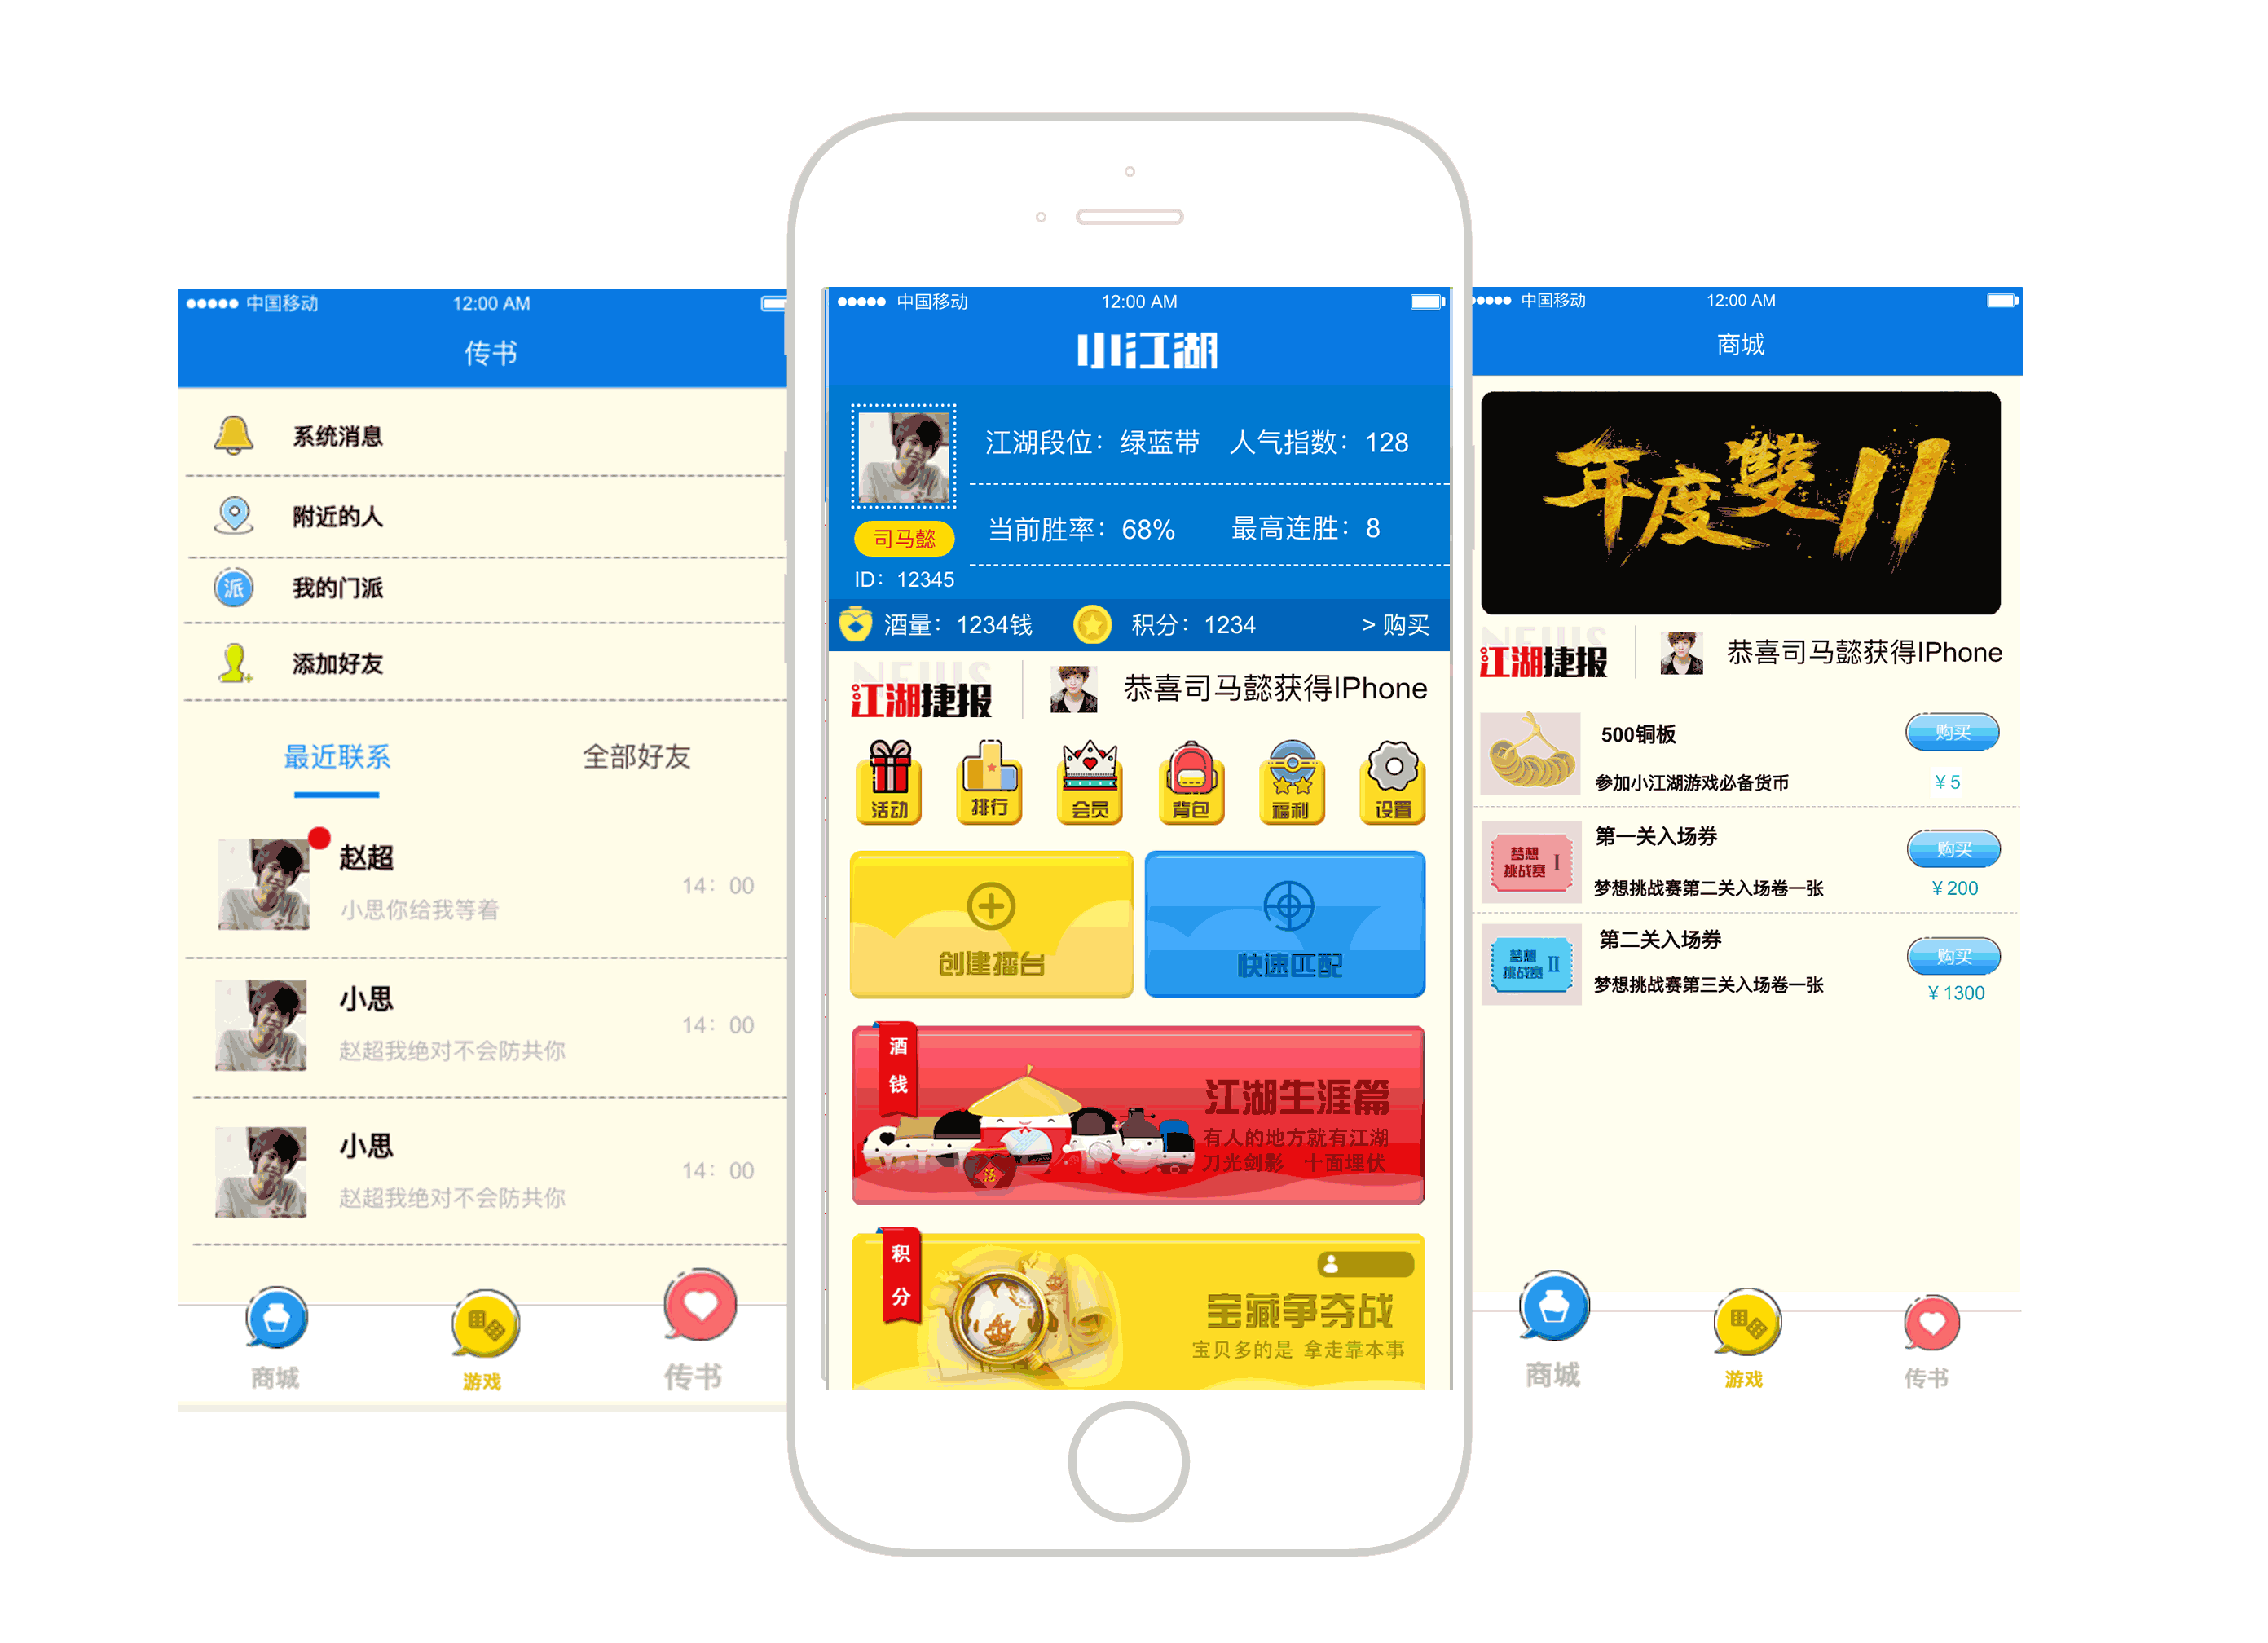 中国移动 12:00 AM
传书
系统消息
附近的人
派 我的门派
添加好友
最近联系 全部好友
赵超
14：00
小思你给我等着
小思
14：00
赵超我绝对不会防共你
小思
14：00
赵超我绝对不会防共你
商城 游戏 传书
中国移动 12:00 AM
小江湖
江湖段位：绿蓝带 人气指数：128
当前胜率：68% 最高连胜：8
司马懿
ID：12345
酒量：1234钱 积分：1234 > 购买
NEWS
江湖捷报 恭喜司马懿获得IPhone
活动 排行 会员 背包 福利 设置
创建擂台 快速匹配
酒钱
江湖生涯篇
有人的地方就有江湖
刀光剑影 十面埋伏
酒
积分
宝藏争夺战
宝贝多的是 拿走靠本事
中国移动 12:00 AM
商城
年度雙11
NEWS
江湖捷报 恭喜司马懿获得IPhone
500铜板 购买
参加小江湖游戏必备货币 ¥5
梦想
挑战赛 I
第一关入场券 购买
梦想挑战赛第二关入场卷一张 ¥200
梦想
挑战赛 II
第二关入场券 购买
梦想挑战赛第三关入场卷一张 ¥1300
商城 游戏 传书